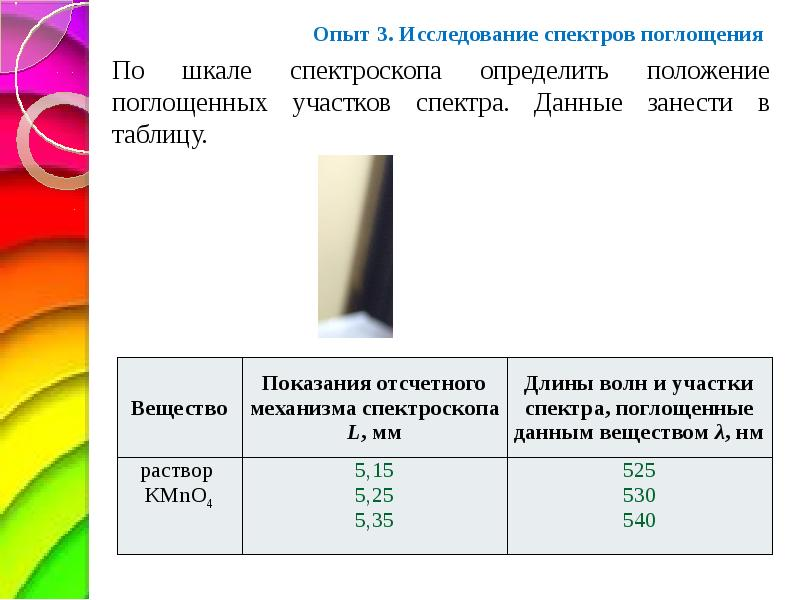 Опыт 3. Исследование спектров поглощения
По шкале спектроскопа определить положение
поглощенных участков спектра. Данные занести в
таблицу.
Вещество
Показания отсчетного
механизма спектроскопа
L, мм
Длины волн и участки
спектра, поглощенные
данным веществом λ, нм
раствор
KMnO4
5,15
5,25
5,35
525
530
540